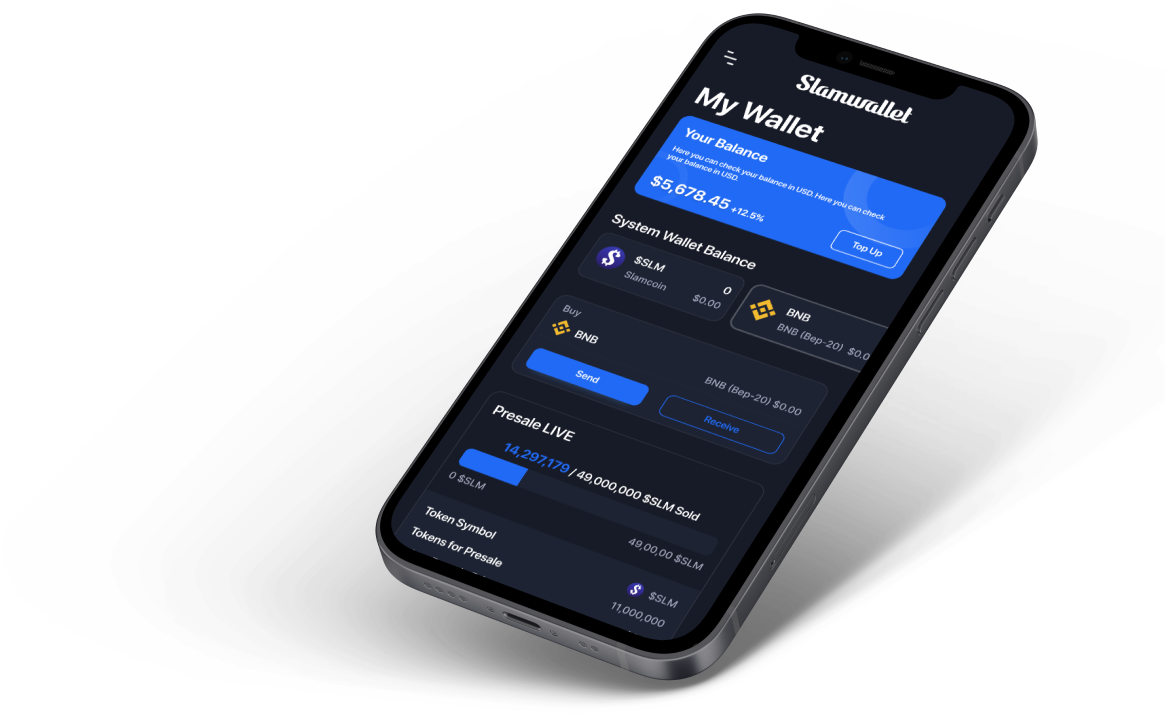 Slamwallet
My Wallet
Your Balance
Here you can check your balance in USD. Here you can check
your balance in USD.
$5,678.45 +12.5%
Top Up
System Wallet Balance
$SLM 0
Slamcoin $0.00
BNB
BNB (Bep-20) $0.0
Buy
BNB
BNB (Bep-20) $0.00
Send
Receive
Presale LIVE
14,297,179 / 49,000,000 $SLM Sold
0 $SLM
49,00,00 $SLM
Token Symbol
$SLM
Tokens for Presale
11,000,000